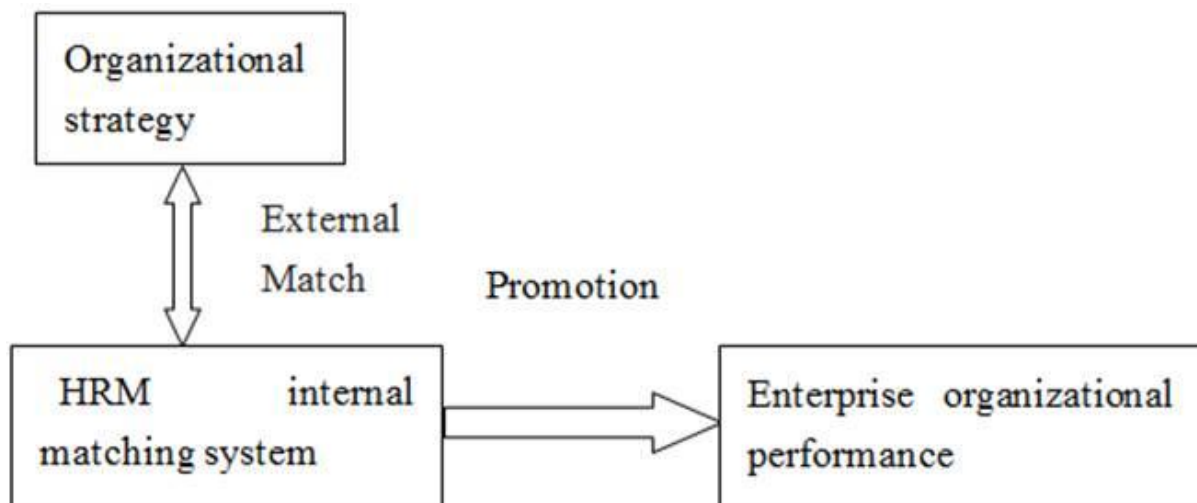 Organizational
strategy
External
Match
Promotion
HRM internal
matching system
Enterprise organizational
performance